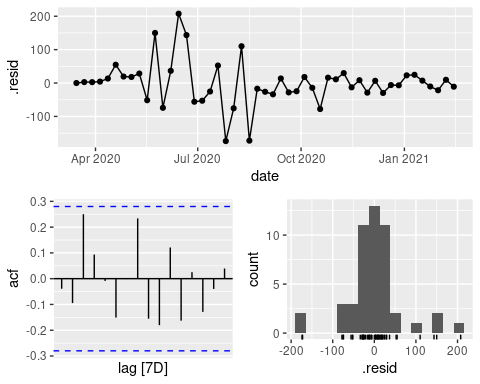 200
100
0
-100
.resid
Apr 2020
Jul 2020
Oct 2020
Jan 2021
date
0.3
0.2
0.1
0.0
-0.1
-0.2
-0.3
acf
lag [7D]
10
5
0
count
-200
-100
0
100
200
.resid